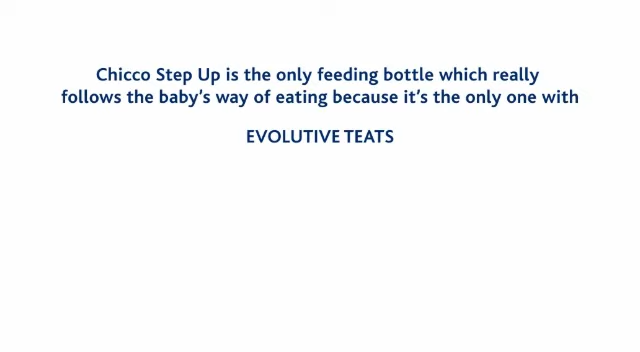 Chicco Step Up is the only feeding bottle which really
follows the baby's way of eating because it's the only one with
EVOLUTIVE TEATS